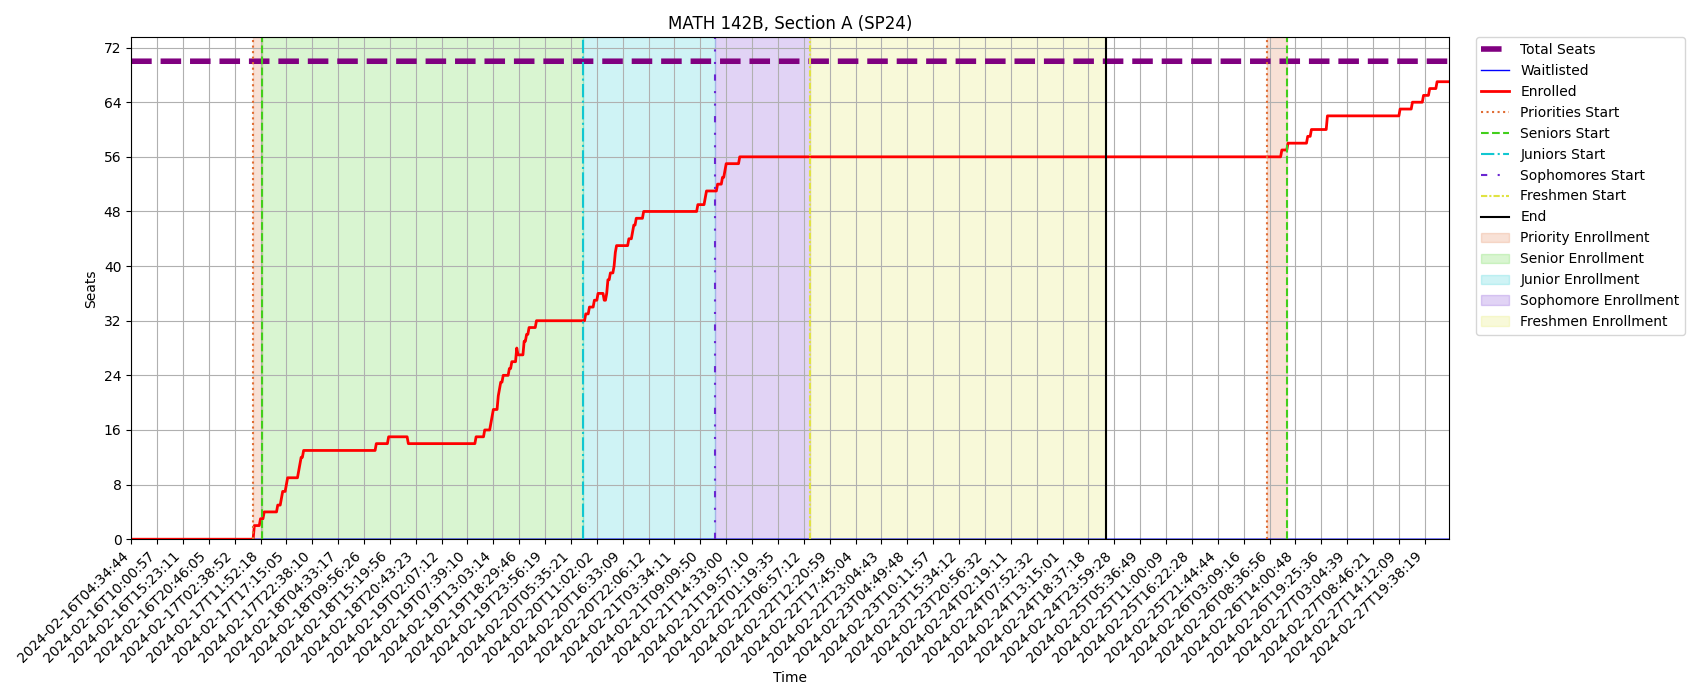 MATH 142B, Section A (SP24)
72
64
56
48
40
32
24
16
8
0
Seats
2024-02-16T04:34:44
2024-02-16T10:00:57
2024-02-16T15:23:11
2024-02-16T20:46:05
2024-02-17T02:38:52
2024-02-17T11:52:18
2024-02-17T17:15:05
2024-02-17T22:38:10
2024-02-18T04:33:17
2024-02-18T09:56:26
2024-02-18T15:19:56
2024-02-18T20:43:23
2024-02-19T02:07:12
2024-02-19T07:39:10
2024-02-19T13:03:14
2024-02-19T18:29:46
2024-02-19T23:56:19
2024-02-20T05:35:21
2024-02-20T11:02:02
2024-02-20T16:33:09
2024-02-20T22:06:12
2024-02-21T03:34:11
2024-02-21T09:09:50
2024-02-21T14:33:00
2024-02-21T19:57:10
2024-02-22T01:19:35
2024-02-22T06:57:12
2024-02-22T12:20:59
2024-02-22T17:45:04
2024-02-22T23:04:43
2024-02-23T04:49:48
2024-02-23T10:11:57
2024-02-23T15:34:12
2024-02-23T20:56:32
2024-02-24T02:19:11
2024-02-24T07:52:32
2024-02-24T13:15:01
2024-02-24T18:37:18
2024-02-24T23:59:28
2024-02-25T05:36:49
2024-02-25T11:00:09
2024-02-25T16:22:28
2024-02-25T21:44:44
2024-02-26T03:09:16
2024-02-26T08:36:56
2024-02-26T14:00:48
2024-02-26T19:25:36
2024-02-27T03:04:39
2024-02-27T08:46:21
2024-02-27T14:12:09
2024-02-27T19:38:19
Time
Total Seats
Waitlisted
Enrolled
Priorities Start
Seniors Start
Juniors Start
Sophomores Start
Freshmen Start
End
Priority Enrollment
Senior Enrollment
Junior Enrollment
Sophomore Enrollment
Freshmen Enrollment